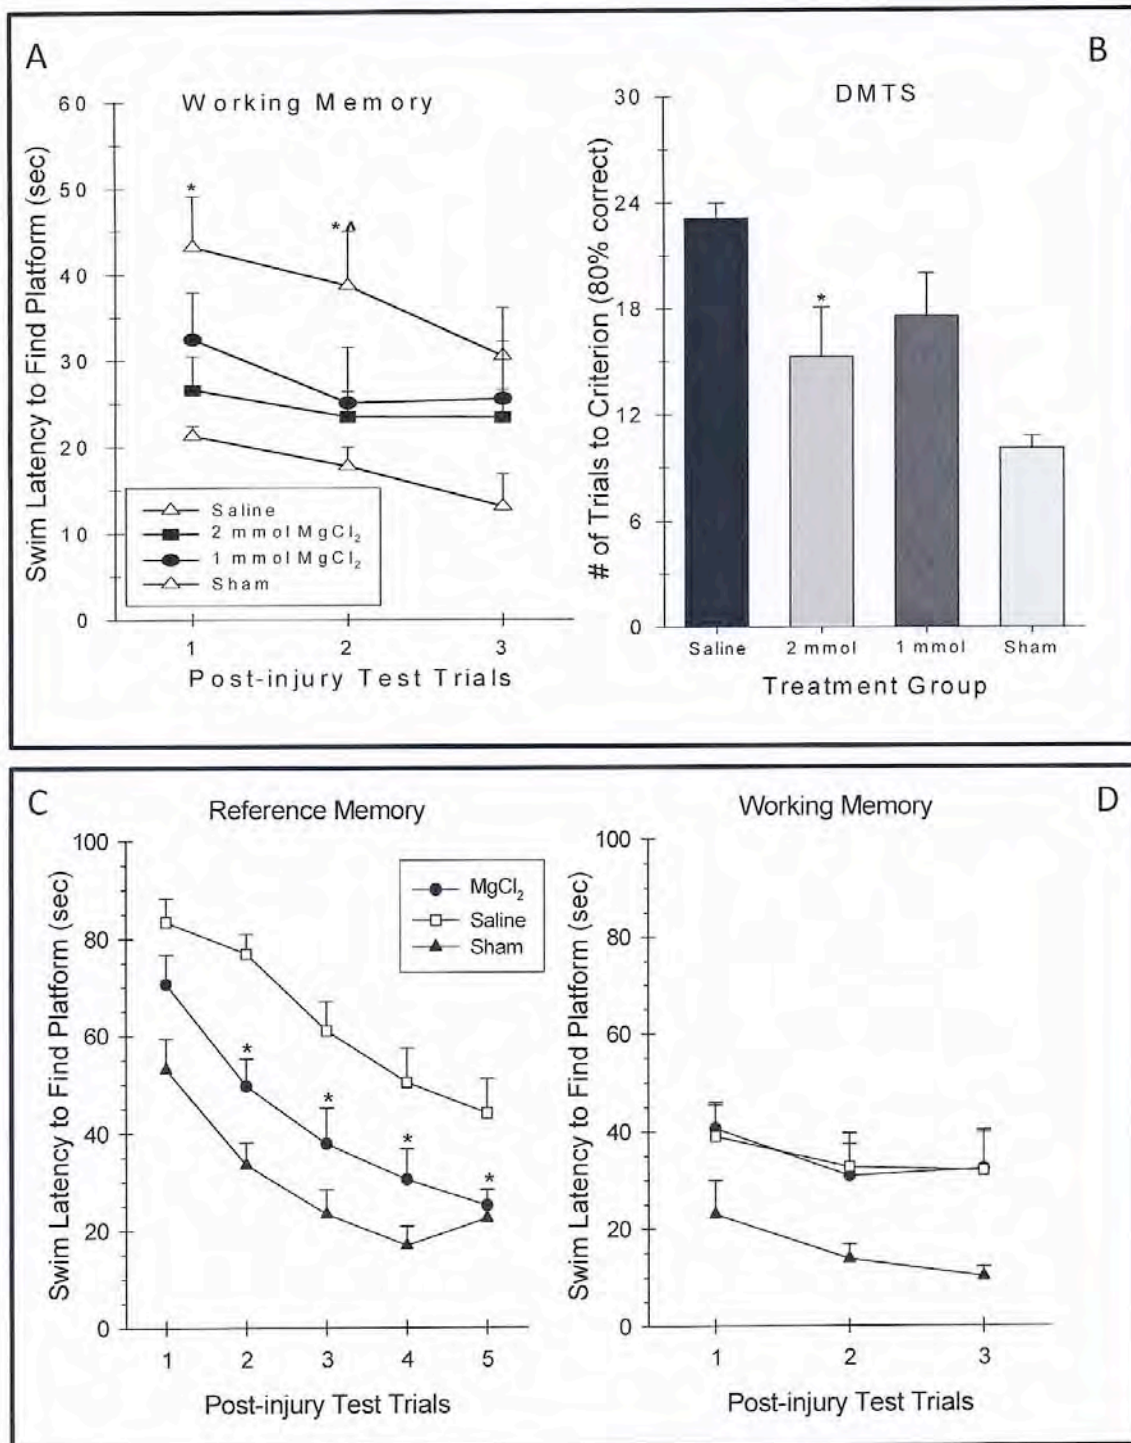 A
Working Memory
Swim Latency to Find Platform (sec)
60
50
40
30
20
10
0
*
* ^
Saline
2 mmol MgCl₂
1 mmol MgCl₂
Sham
1 2 3
Post-injury Test Trials
B
DMTS
# of Trials to Criterion (80% correct)
30
24
18
12
6
0
*
Saline 2 mmol 1 mmol Sham
Treatment Group
C
Reference Memory
Swim Latency to Find Platform (sec)
100
80
60
40
20
0
MgCl₂
Saline
Sham
* * * *
1 2 3 4 5
Post-injury Test Trials
Working Memory
D
Swim Latency to Find Platform (sec)
100
80
60
40
20
0
1 2 3
Post-injury Test Trials